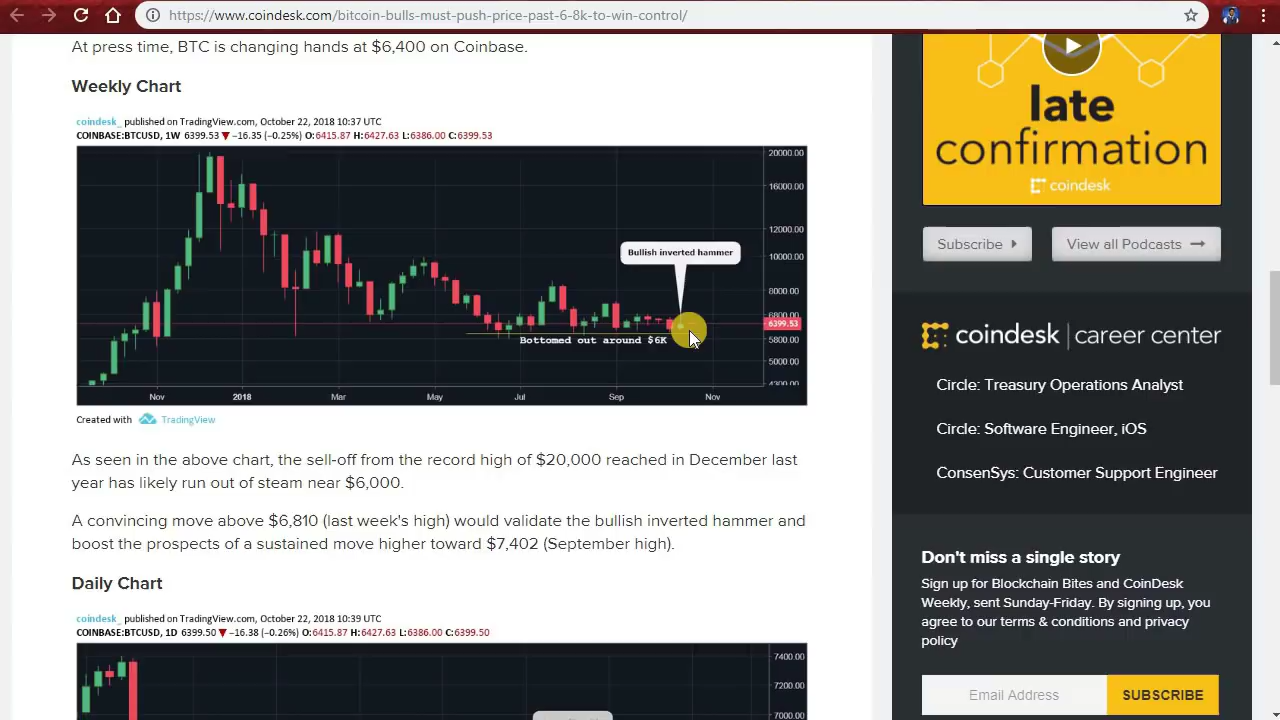 https://www.coindesk.com/bitcoin-bulls-must-push-price-past-6-8k-to-win-control/
At press time, BTC is changing hands at $6,400 on Coinbase.
Weekly Chart
coindesk_ published on TradingView.com, October 22, 2018 10:37 UTC
COINBASE:BTCUSD, 1W 6399.53 ▼ −16.35 (−0.25%) O:6415.87 H:6427.63 L:6386.00 C:6399.53
20000.00
16000.00
12000.00
Bullish inverted hammer
10000.00
8000.00
6800.00
6399.53
Bottomed out around $6K
5800.00
5000.00
4300.00
Nov 2018 Mar May Jul Sep Nov
Created with TradingView
As seen in the above chart, the sell-off from the record high of $20,000 reached in December last
year has likely run out of steam near $6,000.
A convincing move above $6,810 (last week's high) would validate the bullish inverted hammer and
boost the prospects of a sustained move higher toward $7,402 (September high).
Daily Chart
coindesk_ published on TradingView.com, October 22, 2018 10:39 UTC
COINBASE:BTCUSD, 1D 6399.50 ▼ −16.38 (−0.26%) O:6415.87 H:6427.63 L:6386.00 C:6399.50
7400.00
7200.00
7000.00
late
confirmation
coindesk
Subscribe
View all Podcasts
coindesk | career center
Circle: Treasury Operations Analyst
Circle: Software Engineer, iOS
ConsenSys: Customer Support Engineer
Don't miss a single story
Sign up for Blockchain Bites and CoinDesk
Weekly, sent Sunday-Friday. By signing up, you
agree to our terms & conditions and privacy
policy
Email Address
SUBSCRIBE